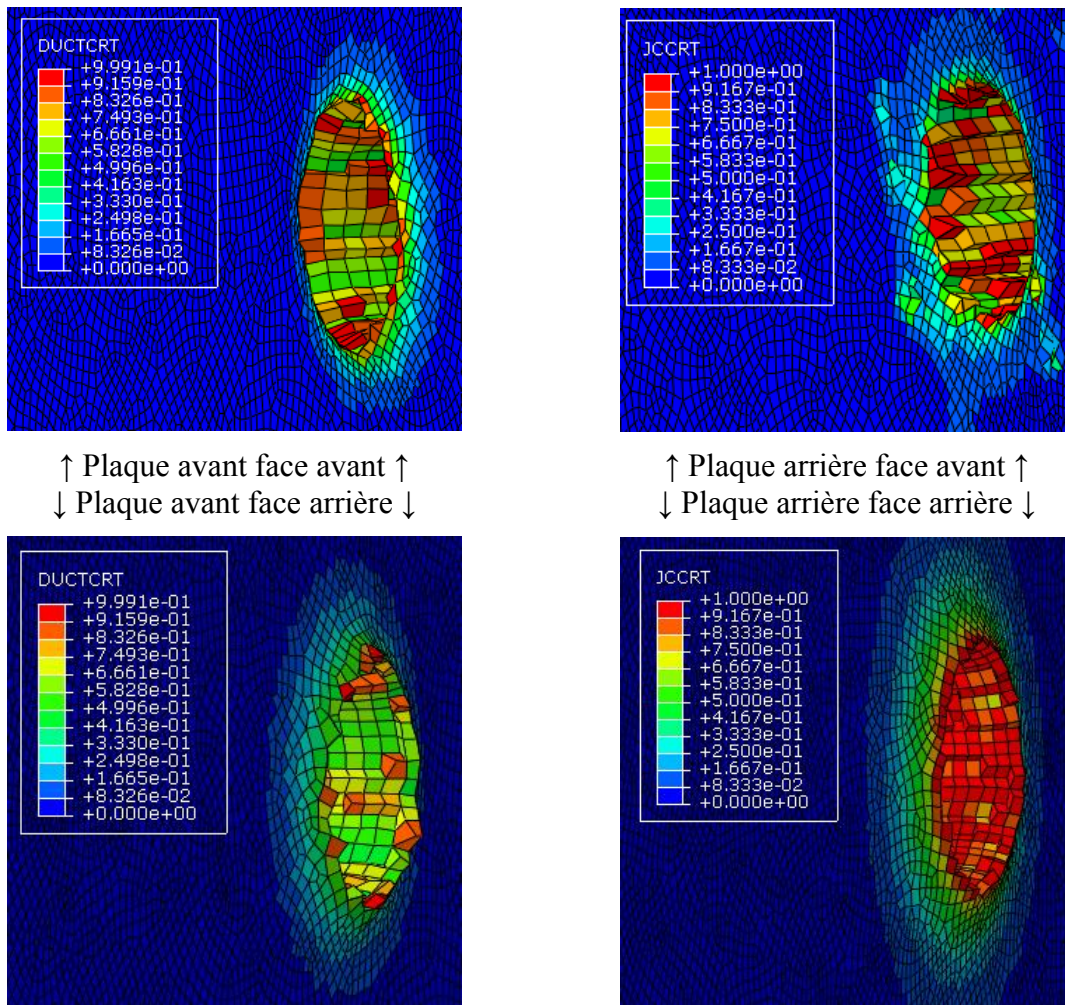 DUCTCRT
+9.991e-01
+9.159e-01
+8.326e-01
+7.493e-01
+6.661e-01
+5.828e-01
+4.996e-01
+4.163e-01
+3.330e-01
+2.498e-01
+1.665e-01
+8.326e-02
+0.000e+00
JCCRT
+1.000e+00
+9.167e-01
+8.333e-01
+7.500e-01
+6.667e-01
+5.833e-01
+5.000e-01
+4.167e-01
+3.333e-01
+2.500e-01
+1.667e-01
+8.333e-02
+0.000e+00
↑ Plaque avant face avant ↑
↓ Plaque avant face arrière ↓
↑ Plaque arrière face avant ↑
↓ Plaque arrière face arrière ↓
DUCTCRT
+9.991e-01
+9.159e-01
+8.326e-01
+7.493e-01
+6.661e-01
+5.828e-01
+4.996e-01
+4.163e-01
+3.330e-01
+2.498e-01
+1.665e-01
+8.326e-02
+0.000e+00
JCCRT
+1.000e+00
+9.167e-01
+8.333e-01
+7.500e-01
+6.667e-01
+5.833e-01
+5.000e-01
+4.167e-01
+3.333e-01
+2.500e-01
+1.667e-01
+8.333e-02
+0.000e+00